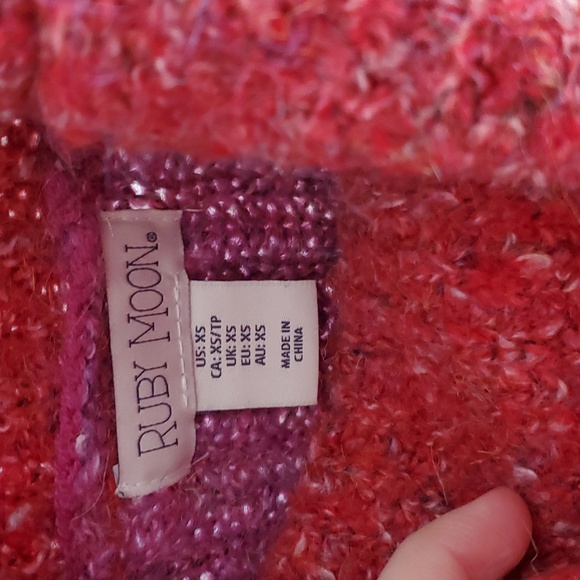 RUBY MOON®
US: XS
CA: XS/TP
UK: XS
EU: XS
AU: XS
MADE IN
CHINA